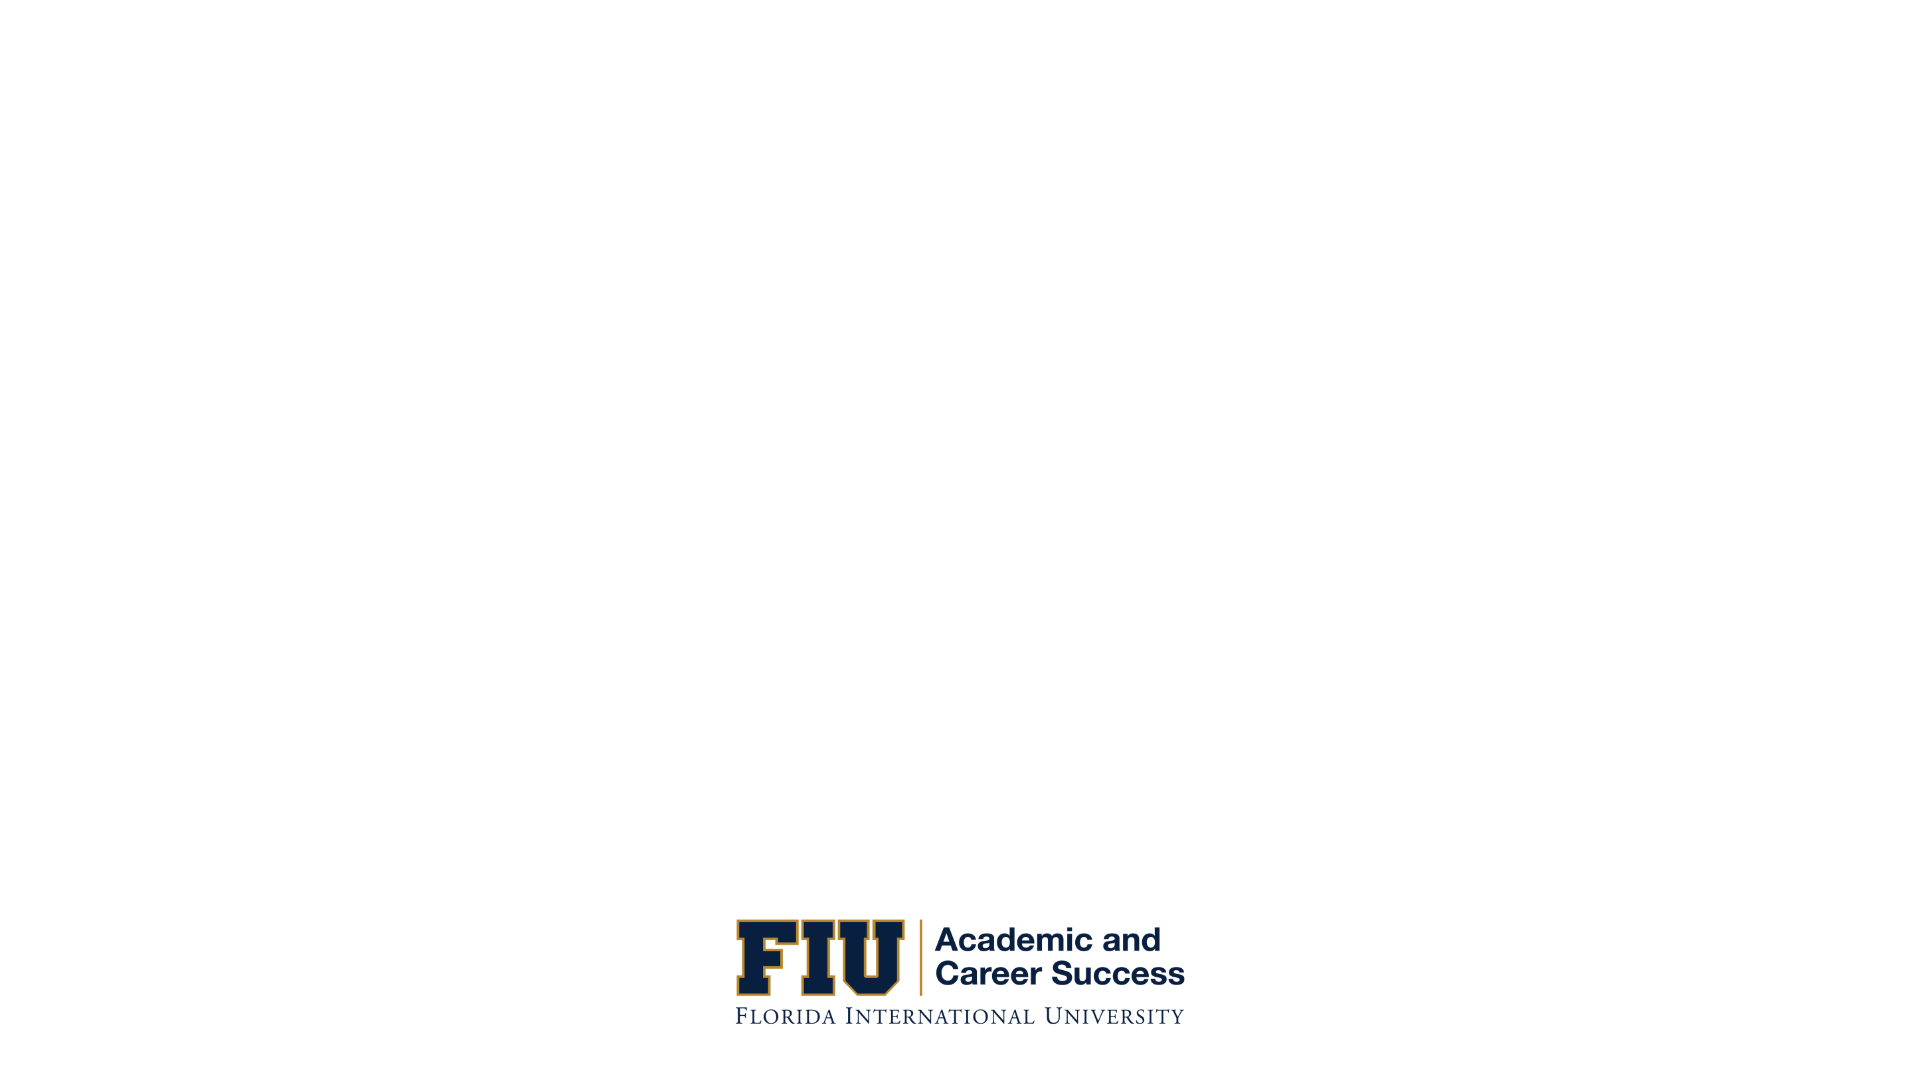 FIU
Academic and
Career Success
FLORIDA INTERNATIONAL UNIVERSITY